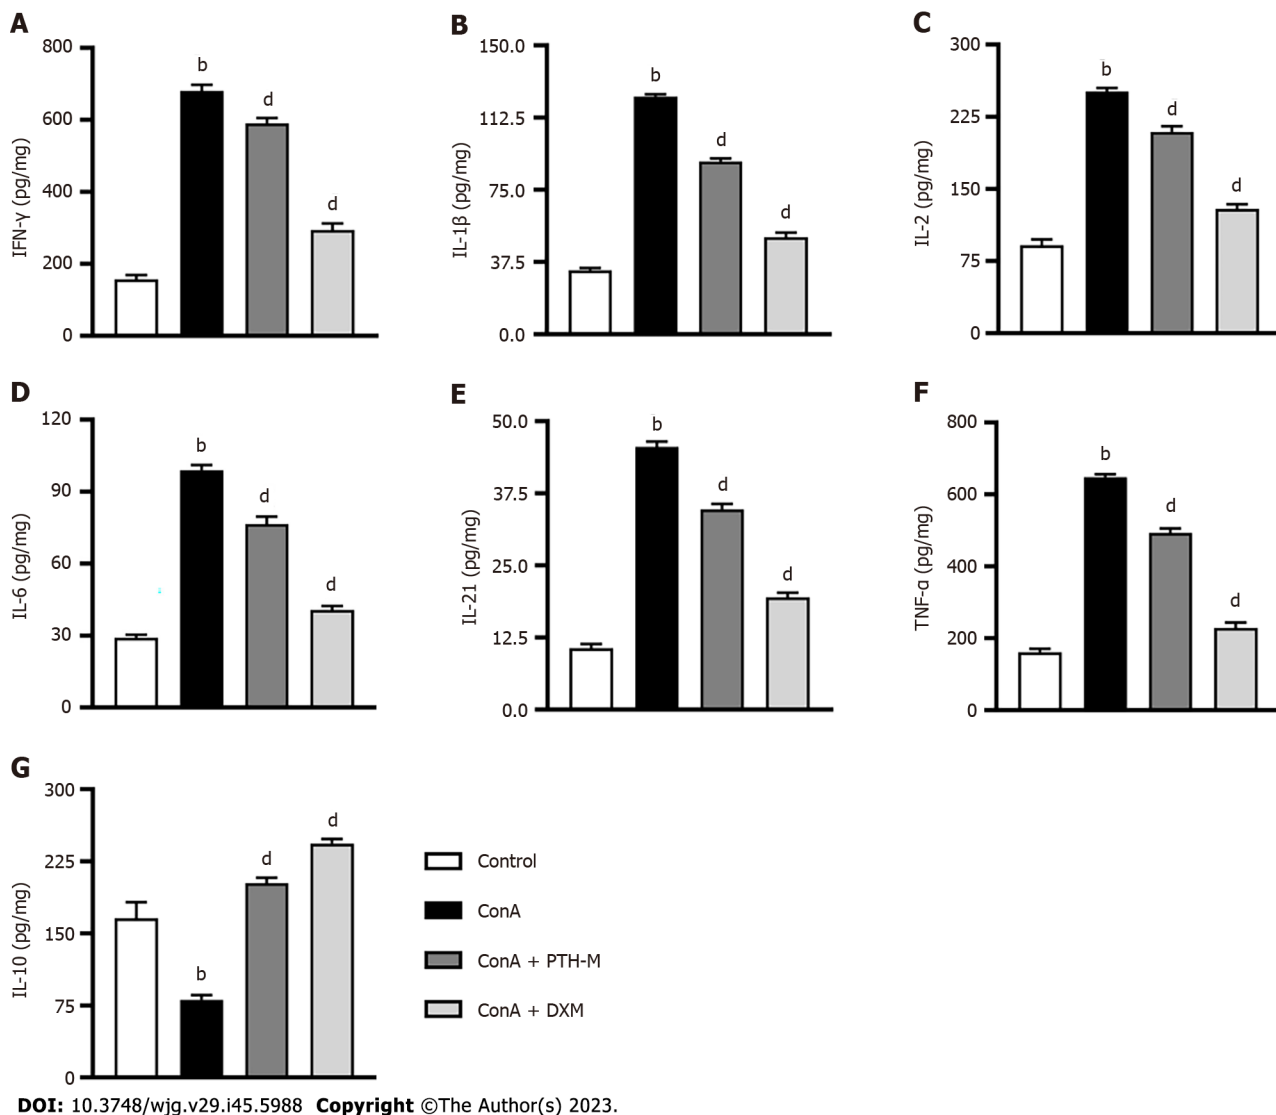 A
IFN-γ (pg/mg)
800
600
400
200
0
b
d
d
B
IL-1β (pg/mg)
150.0
112.5
75.0
37.5
0.0
b
d
d
C
IL-2 (pg/mg)
300
225
150
75
0
b
d
d
D
IL-6 (pg/mg)
120
90
60
30
0
b
d
d
E
IL-21 (pg/mg)
50.0
37.5
25.0
12.5
0.0
b
d
d
F
TNF-α (pg/mg)
800
600
400
200
0
b
d
d
G
IL-10 (pg/mg)
300
225
150
75
0
b
d
d
Control
ConA
ConA + PTH-M
ConA + DXM
DOI: 10.3748/wjg.v29.i45.5988 Copyright ©The Author(s) 2023.